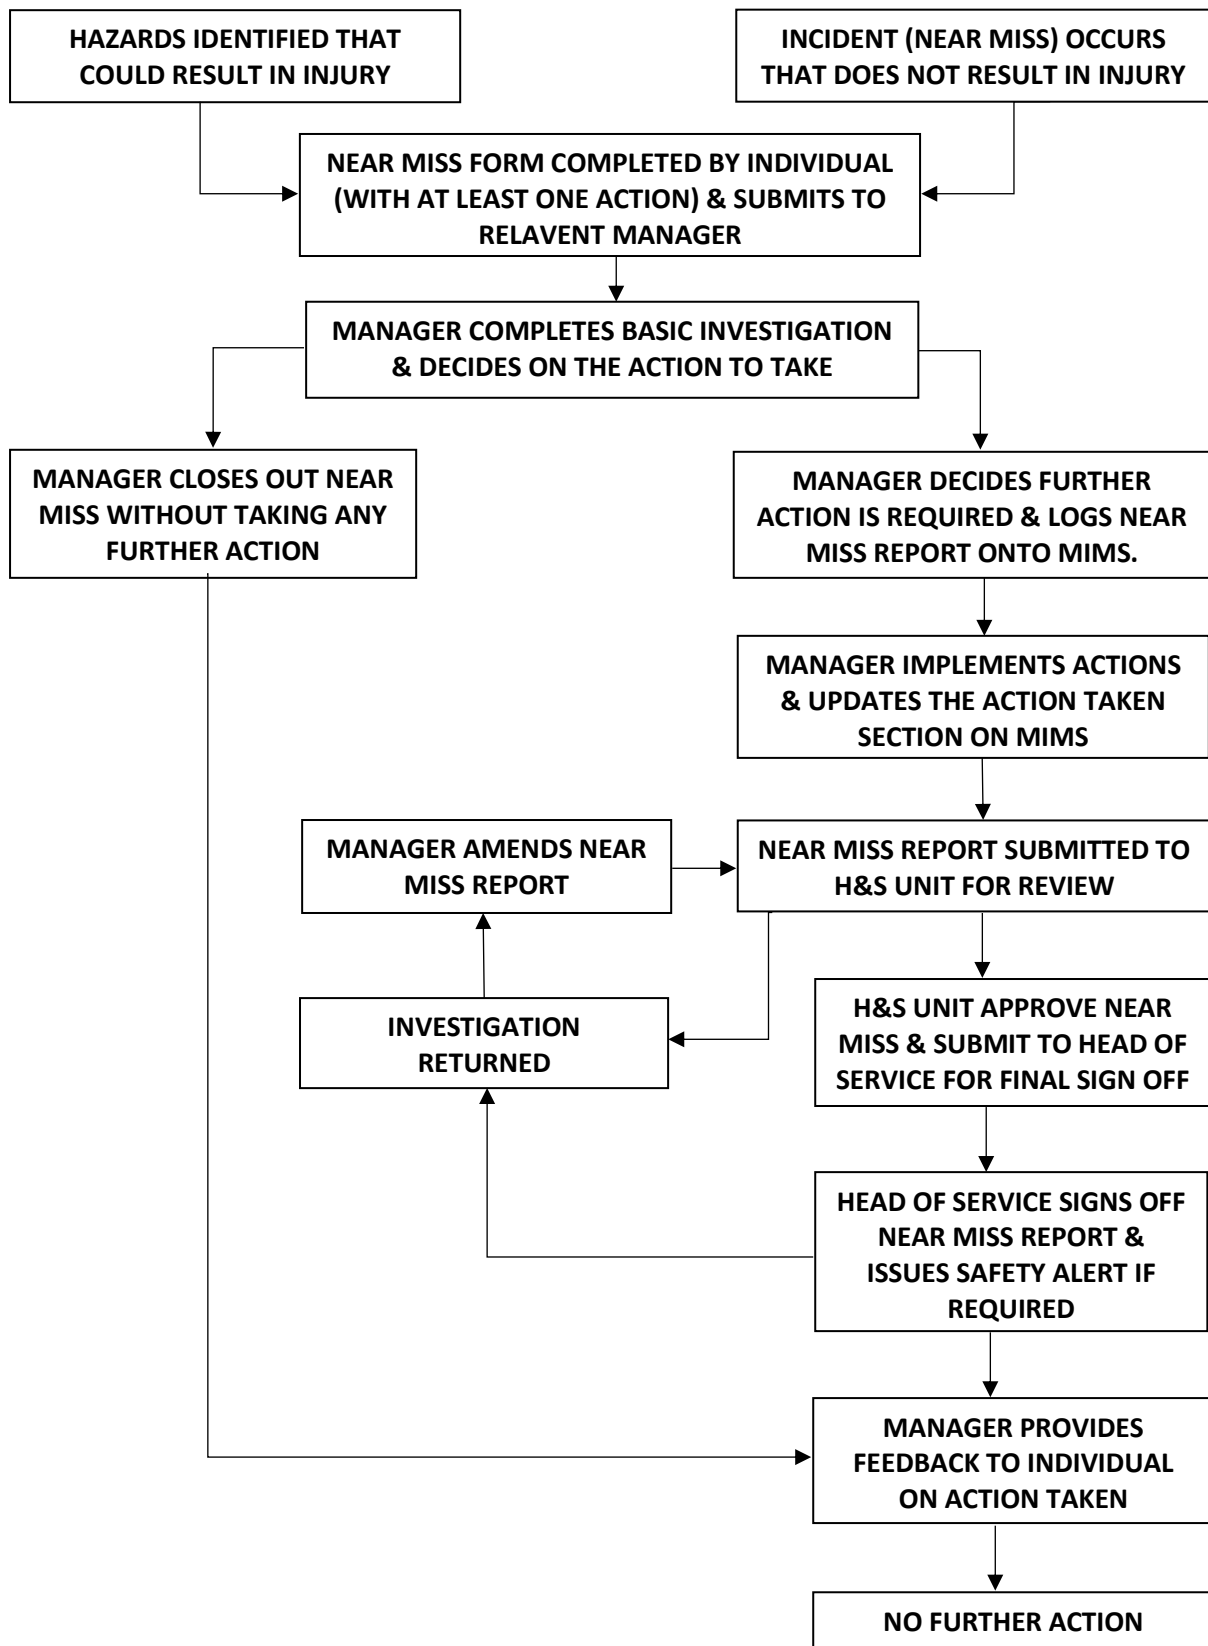 HAZARDS IDENTIFIED THAT
COULD RESULT IN INJURY
INCIDENT (NEAR MISS) OCCURS
THAT DOES NOT RESULT IN INJURY
NEAR MISS FORM COMPLETED BY INDIVIDUAL
(WITH AT LEAST ONE ACTION) & SUBMITS TO
RELAVENT MANAGER
MANAGER COMPLETES BASIC INVESTIGATION
& DECIDES ON THE ACTION TO TAKE
MANAGER CLOSES OUT NEAR
MISS WITHOUT TAKING ANY
FURTHER ACTION
MANAGER DECIDES FURTHER
ACTION IS REQUIRED & LOGS NEAR
MISS REPORT ONTO MIMS.
MANAGER IMPLEMENTS ACTIONS
& UPDATES THE ACTION TAKEN
SECTION ON MIMS
MANAGER AMENDS NEAR
MISS REPORT
NEAR MISS REPORT SUBMITTED TO
H&S UNIT FOR REVIEW
INVESTIGATION
RETURNED
H&S UNIT APPROVE NEAR
MISS & SUBMIT TO HEAD OF
SERVICE FOR FINAL SIGN OFF
HEAD OF SERVICE SIGNS OFF
NEAR MISS REPORT &
ISSUES SAFETY ALERT IF
REQUIRED
MANAGER PROVIDES
FEEDBACK TO INDIVIDUAL
ON ACTION TAKEN
NO FURTHER ACTION